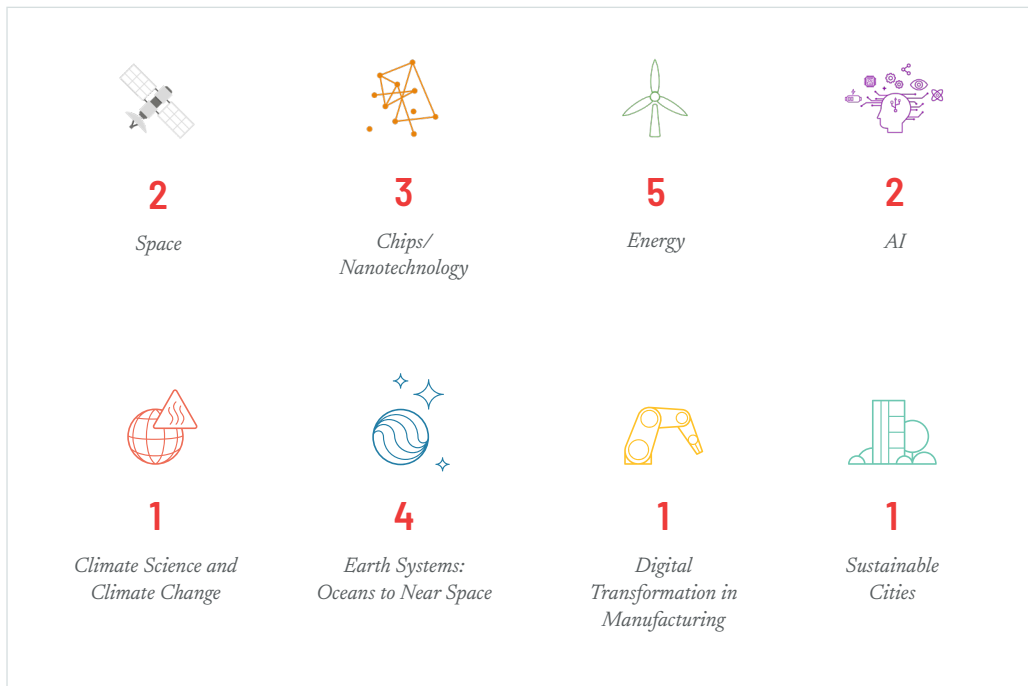 2
Space
3
Chips/
Nanotechnology
5
Energy
2
AI
1
Climate Science and
Climate Change
4
Earth Systems:
Oceans to Near Space
1
Digital
Transformation in
Manufacturing
1
Sustainable
Cities